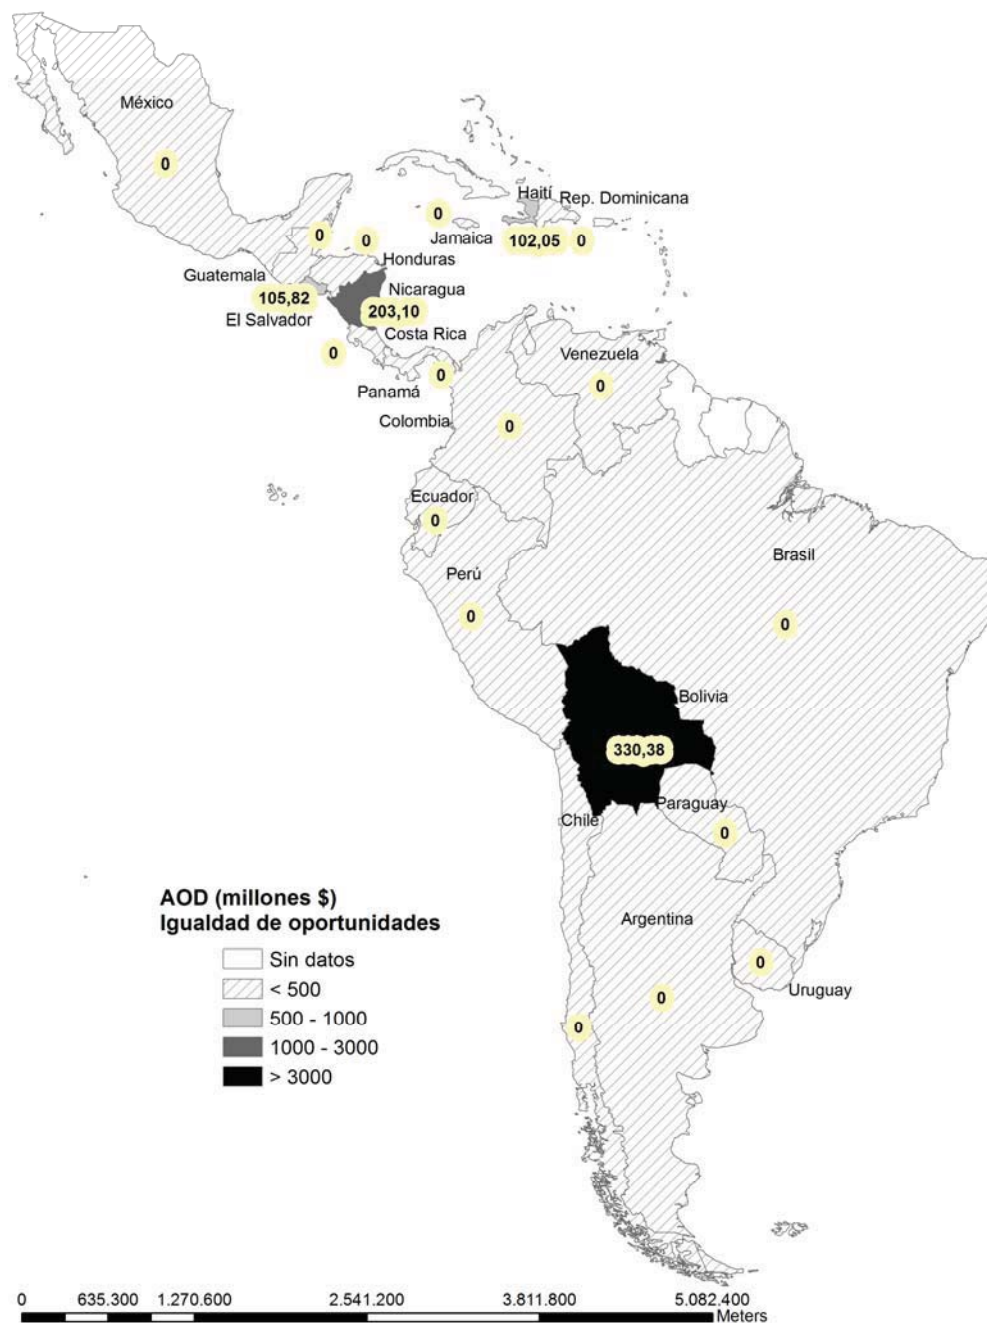 México
0
Haití
Rep. Dominicana
0
0
0
Jamaica
102,05
0
Honduras
Guatemala
Nicaragua
105,82
203,10
El Salvador
Costa Rica
0
Venezuela
0
Panamá
0
Colombia
0
Ecuador
0
Brasil
Perú
0
0
Bolivia
330,38
Paraguay
Chile
0
AOD (millones $)
Igualdad de oportunidades
Argentina
Sin datos
0
< 500
Uruguay
0
500 - 1000
0
1000 - 3000
> 3000
0 635.300 1.270.600 2.541.200 3.811.800 5.082.400
Meters